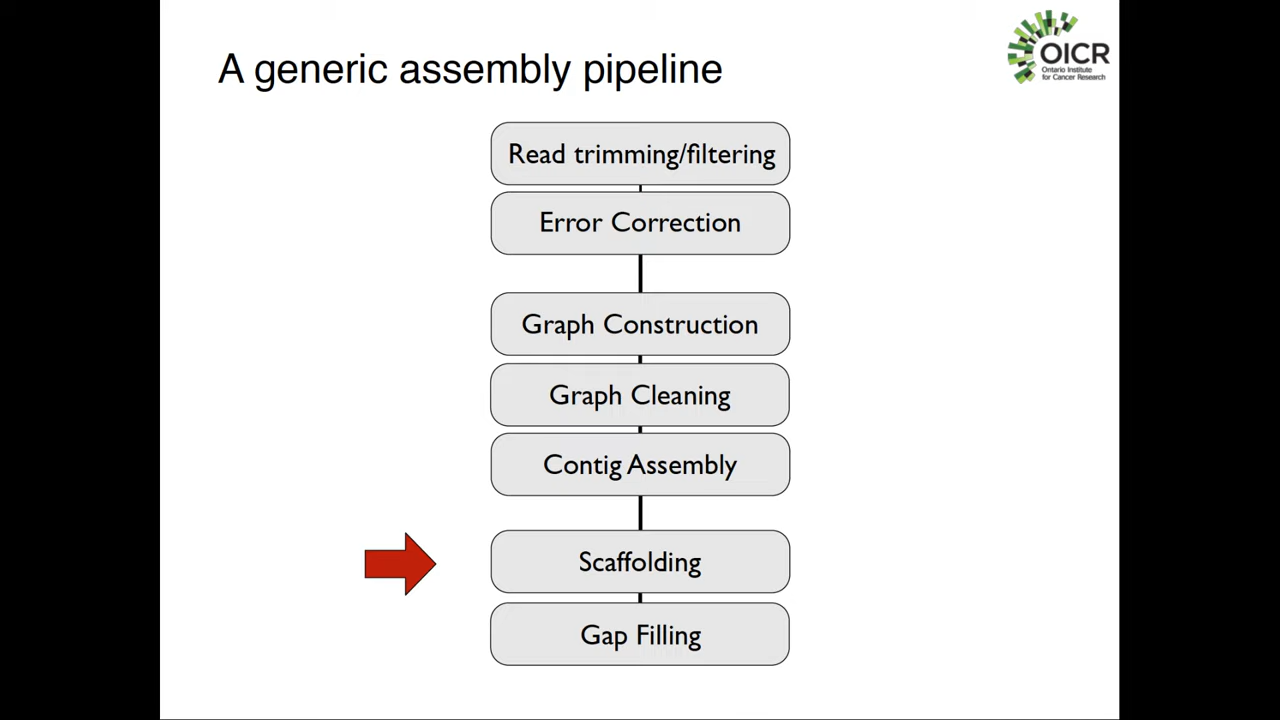 A generic assembly pipeline
OICR
Ontario Institute
for Cancer Research
Read trimming/filtering
Error Correction
Graph Construction
Graph Cleaning
Contig Assembly
Scaffolding
Gap Filling